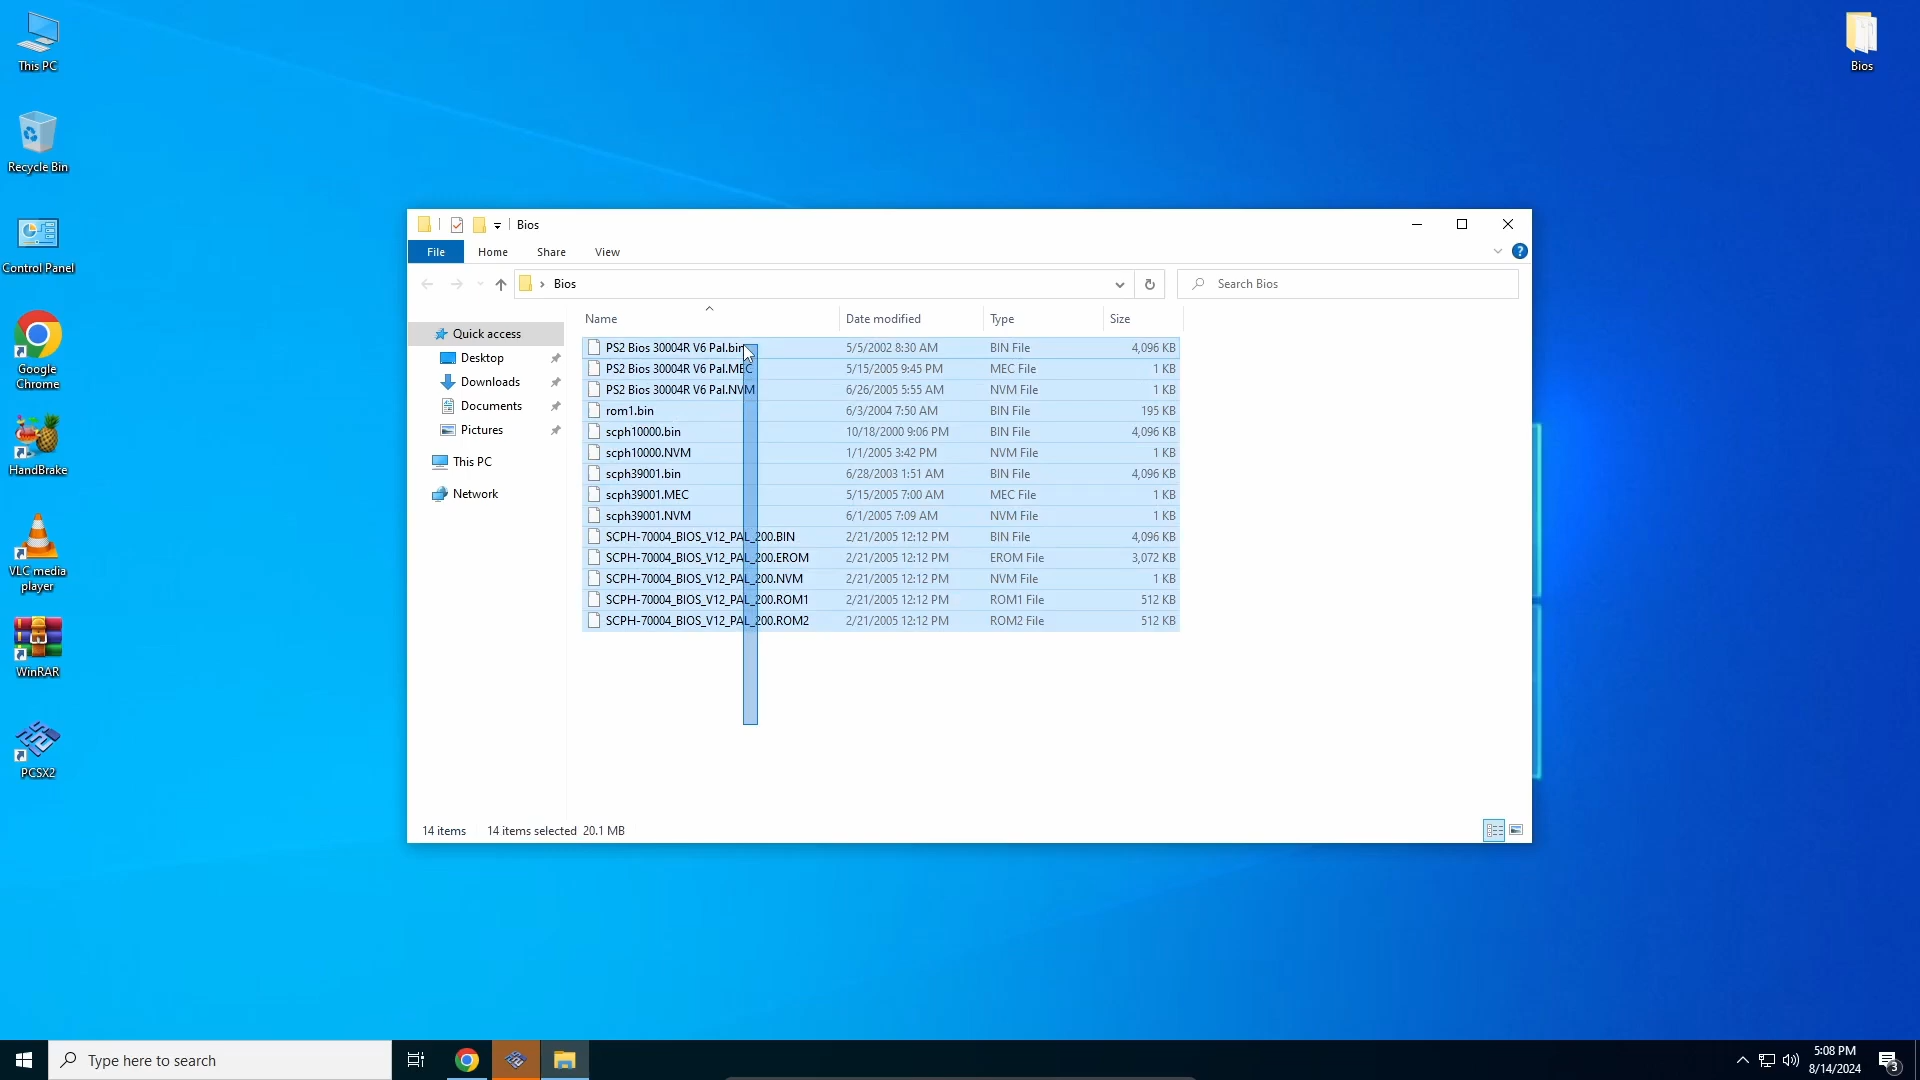 This PC
Recycle Bin
Control Panel
Google
Chrome
HandBrake
VLC media
player
WinRAR
PCSX2
Bios
Bios
File Home Share View ?
Bios
Search Bios
Quick access
Desktop
Downloads
Documents
Pictures
This PC
Network
Name Date modified Type Size
PS2 Bios 30004R V6 Pal.bin 5/5/2002 8:30 AM BIN File 4,096 KB
PS2 Bios 30004R V6 Pal.MEC 5/15/2005 9:45 PM MEC File 1 KB
PS2 Bios 30004R V6 Pal.NVM 6/26/2005 5:55 AM NVM File 1 KB
rom1.bin 6/3/2004 7:50 AM BIN File 195 KB
scph10000.bin 10/18/2000 9:06 PM BIN File 4,096 KB
scph10000.NVM 1/1/2005 3:42 PM NVM File 1 KB
scph39001.bin 6/28/2003 1:51 AM BIN File 4,096 KB
scph39001.MEC 5/15/2005 7:00 AM MEC File 1 KB
scph39001.NVM 6/1/2005 7:09 AM NVM File 1 KB
SCPH-70004_BIOS_V12_PAL_200.BIN 2/21/2005 12:12 PM BIN File 4,096 KB
SCPH-70004_BIOS_V12_PAL_200.EROM 2/21/2005 12:12 PM EROM File 3,072 KB
SCPH-70004_BIOS_V12_PAL_200.NVM 2/21/2005 12:12 PM NVM File 1 KB
SCPH-70004_BIOS_V12_PAL_200.ROM1 2/21/2005 12:12 PM ROM1 File 512 KB
SCPH-70004_BIOS_V12_PAL_200.ROM2 2/21/2005 12:12 PM ROM2 File 512 KB
14 items 14 items selected 20.1 MB
Type here to search
5:08 PM
8/14/2024
3